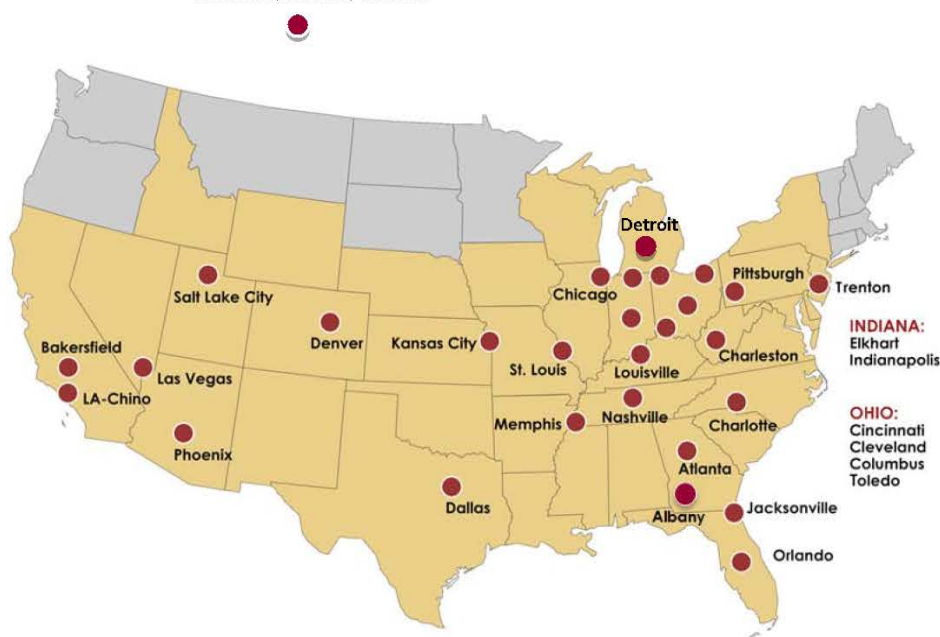 Detroit
Pittsburgh
Chicago
Trenton
Salt Lake City
INDIANA:
Elkhart
Indianapolis
Denver
Kansas City
Bakersfield
St. Louis
Louisville
Charleston
Las Vegas
LA-Chino
OHIO:
Cincinnati
Cleveland
Columbus
Toledo
Memphis
Nashville
Charlotte
Phoenix
Atlanta
Dallas
Albany
Jacksonville
Orlando